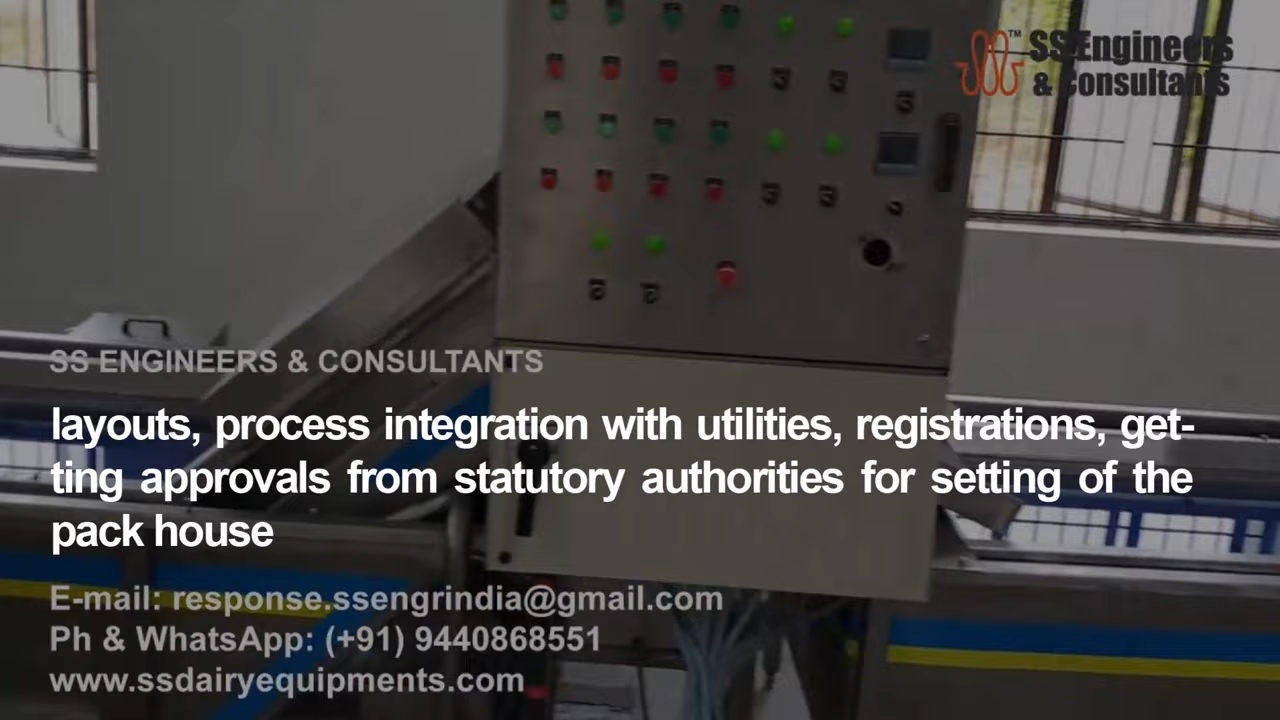 SS Engineers
& Consultants
TM
SS ENGINEERS & CONSULTANTS
layouts, process integration with utilities, registrations, get-
ting approvals from statutory authorities for setting of the
pack house
E-mail: response.ssengrindia@gmail.com
Ph & WhatsApp: (+91) 9440868551
www.ssdairyequipments.com